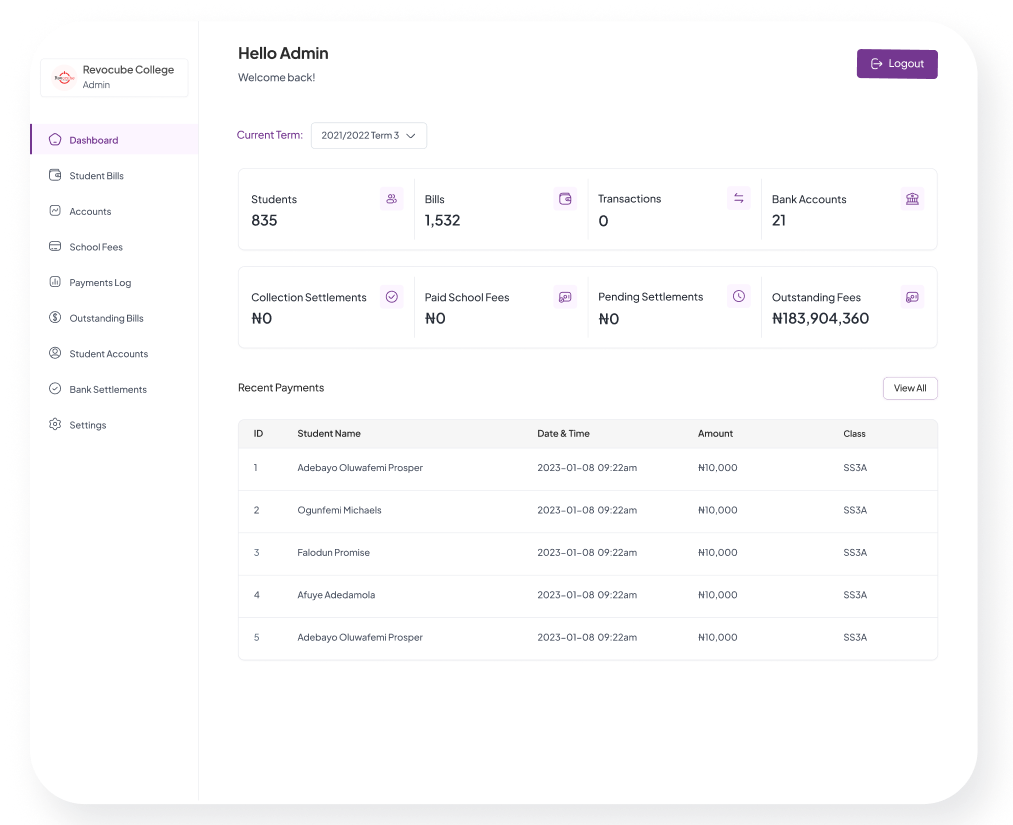 Revocube College
Admin
Dashboard
Student Bills
Accounts
School Fees
Payments Log
Outstanding Bills
Student Accounts
Bank Settlements
Settings
Hello Admin
Welcome back!
Logout
Current Term: 2021/2022 Term 3
Students
835
Bills
1,532
Transactions
0
Bank Accounts
21
Collection Settlements
₦0
Paid School Fees
₦0
Pending Settlements
₦0
Outstanding Fees
₦183,904,360
Recent Payments
View All
ID Student Name Date & Time Amount Class
1 Adebayo Oluwafemi Prosper 2023-01-08 09:22am ₦10,000 SS3A
2 Ogunfemi Michaels 2023-01-08 09:22am ₦10,000 SS3A
3 Falodun Promise 2023-01-08 09:22am ₦10,000 SS3A
4 Afuye Adedamola 2023-01-08 09:22am ₦10,000 SS3A
5 Adebayo Oluwafemi Prosper 2023-01-08 09:22am ₦10,000 SS3A